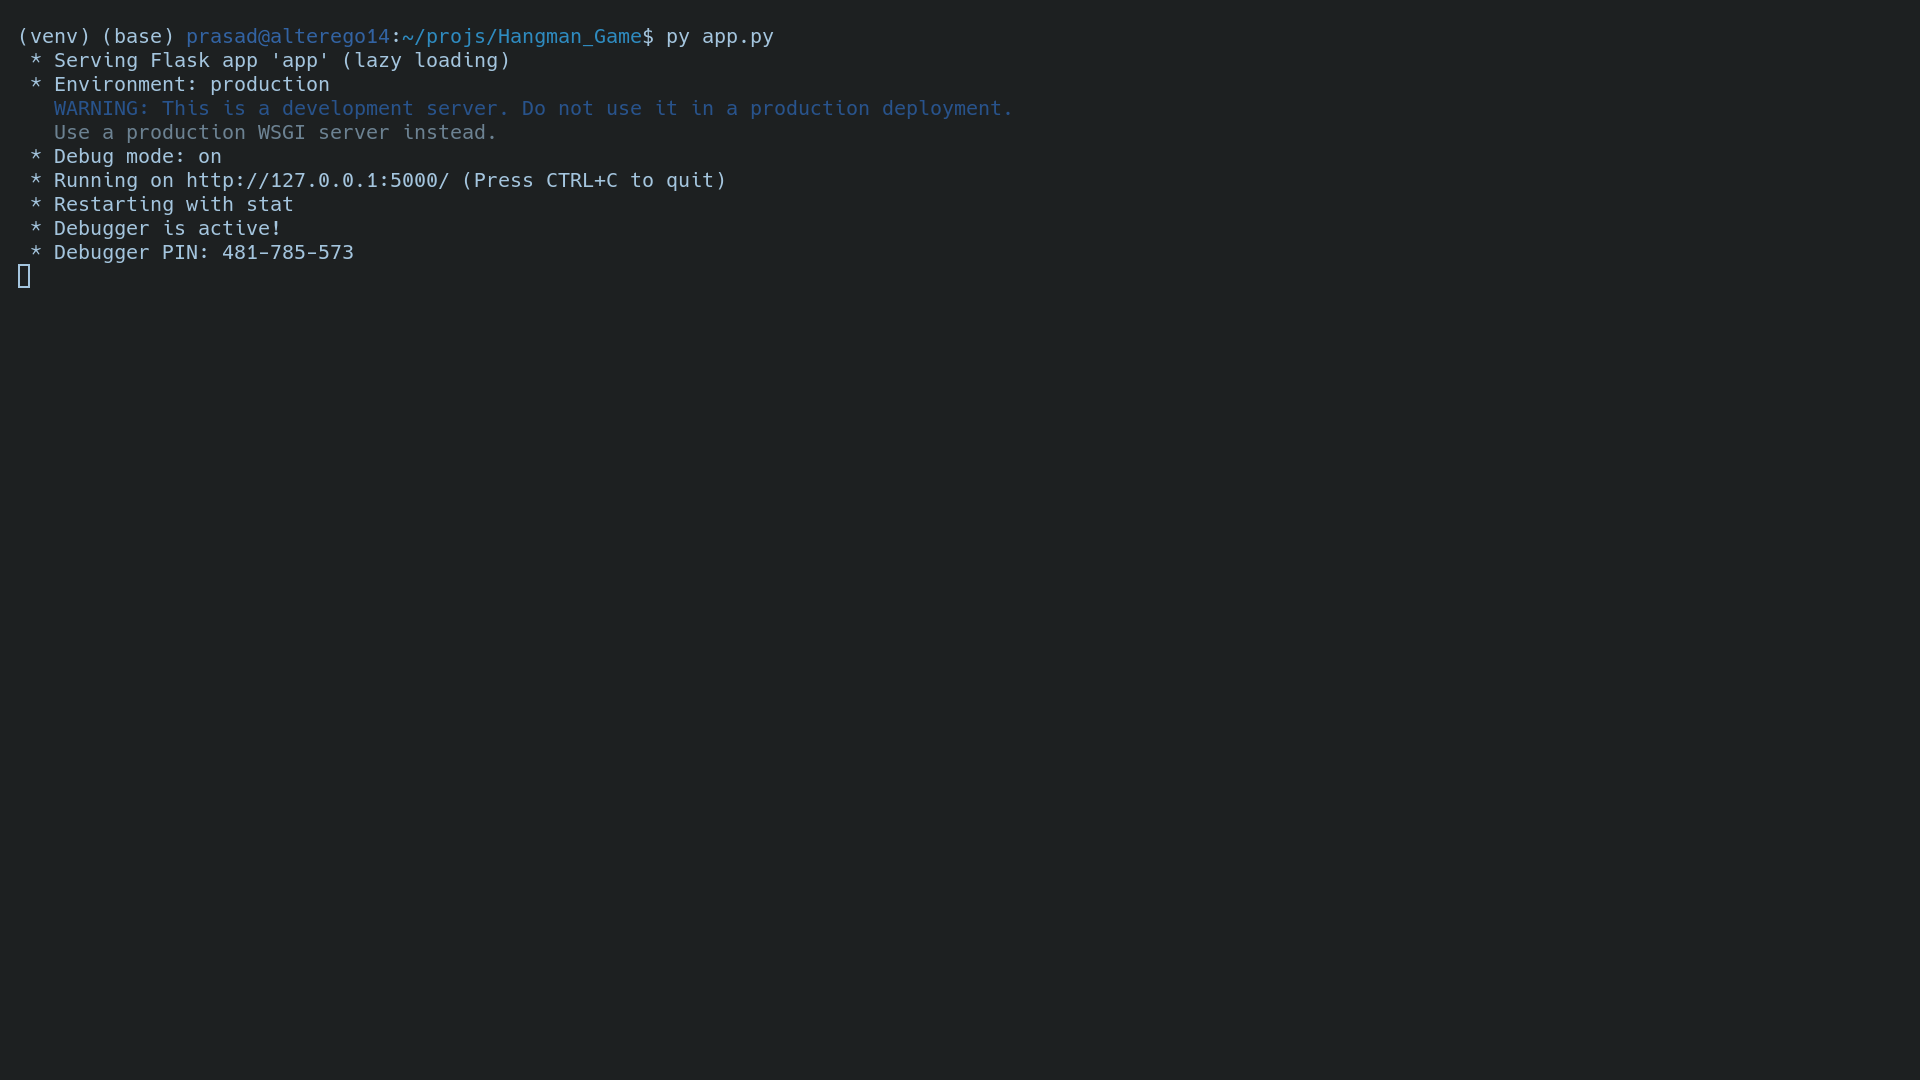 (venv) (base) prasad@alterego14:~/projs/Hangman_Game$ py app.py
* Serving Flask app 'app' (lazy loading)
* Environment: production
WARNING: This is a development server. Do not use it in a production deployment.
Use a production WSGI server instead.
* Debug mode: on
* Running on http://127.0.0.1:5000/ (Press CTRL+C to quit)
* Restarting with stat
* Debugger is active!
* Debugger PIN: 481-785-573